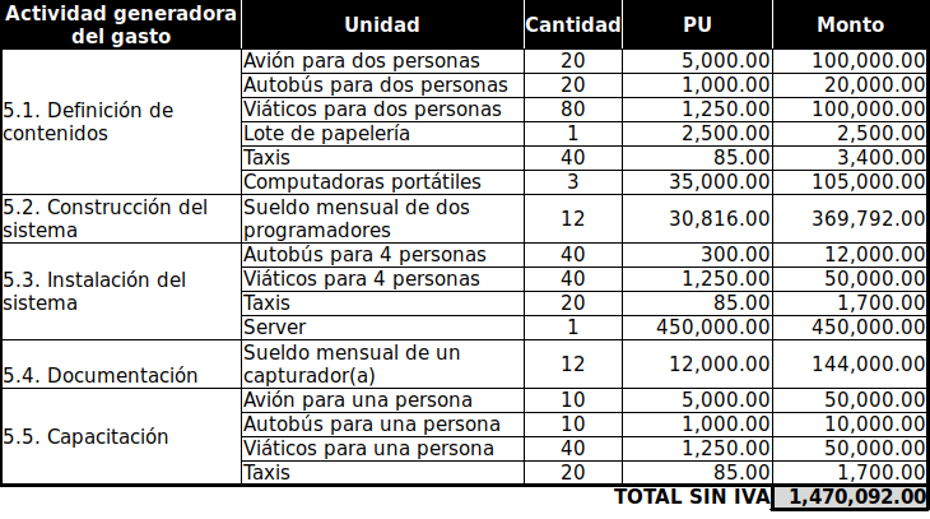 Actividad generadora del gasto Unidad Cantidad PU Monto
5.1. Definición de contenidos
Avión para dos personas 20 5,000.00 100,000.00
Autobús para dos personas 20 1,000.00 20,000.00
Viáticos para dos personas 80 1,250.00 100,000.00
Lote de papelería 1 2,500.00 2,500.00
Taxis 40 85.00 3,400.00
Computadoras portátiles 3 35,000.00 105,000.00
5.2. Construcción del sistema
Sueldo mensual de dos programadores 12 30,816.00 369,792.00
5.3. Instalación del sistema
Autobús para 4 personas 40 300.00 12,000.00
Viáticos para 4 personas 40 1,250.00 50,000.00
Taxis 20 85.00 1,700.00
Server 1 450,000.00 450,000.00
5.4. Documentación
Sueldo mensual de un capturador(a) 12 12,000.00 144,000.00
5.5. Capacitación
Avión para una persona 10 5,000.00 50,000.00
Autobús para una persona 10 1,000.00 10,000.00
Viáticos para una persona 40 1,250.00 50,000.00
Taxis 20 85.00 1,700.00
TOTAL SIN IVA 1,470,092.00